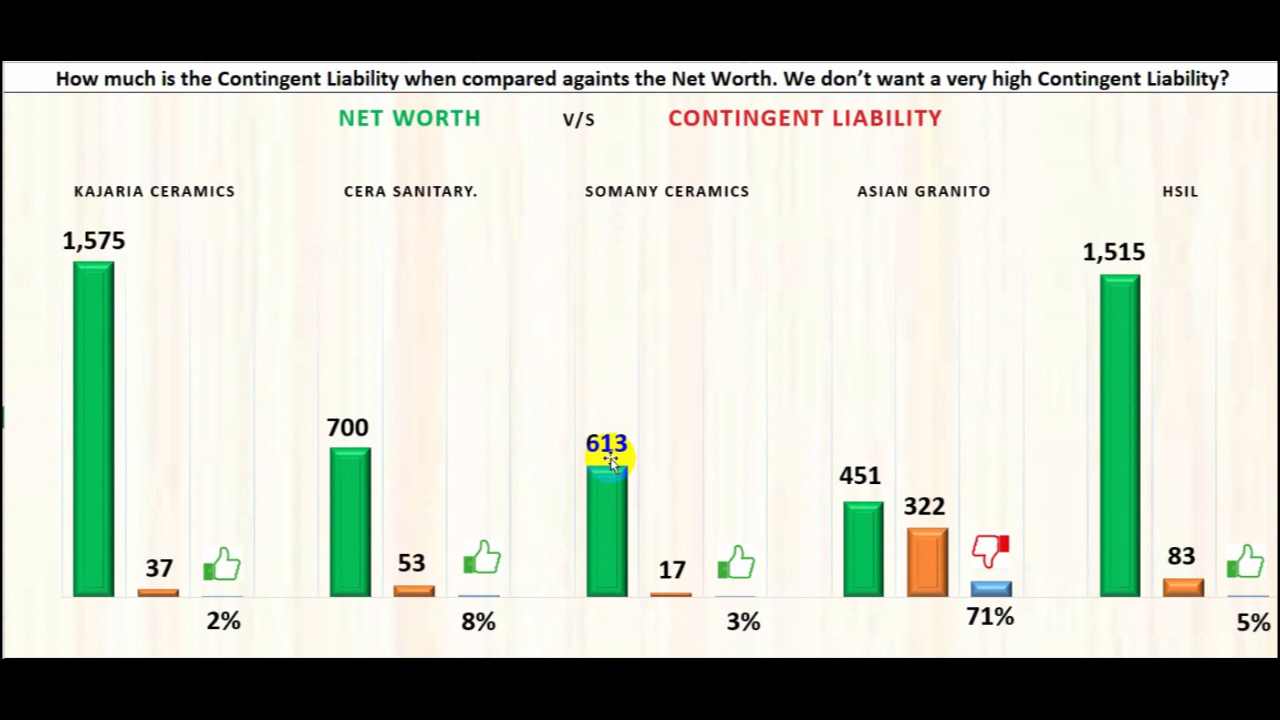 How much is the Contingent Liability when compared againts the Net Worth. We don't want a very high Contingent Liability?
NET WORTH V/S CONTINGENT LIABILITY
KAJARIA CERAMICS CERA SANITARY. SOMANY CERAMICS ASIAN GRANITO HSIL
1,575 37 2%
700 53 8%
613 17 3%
451 322 71%
1,515 83 5%